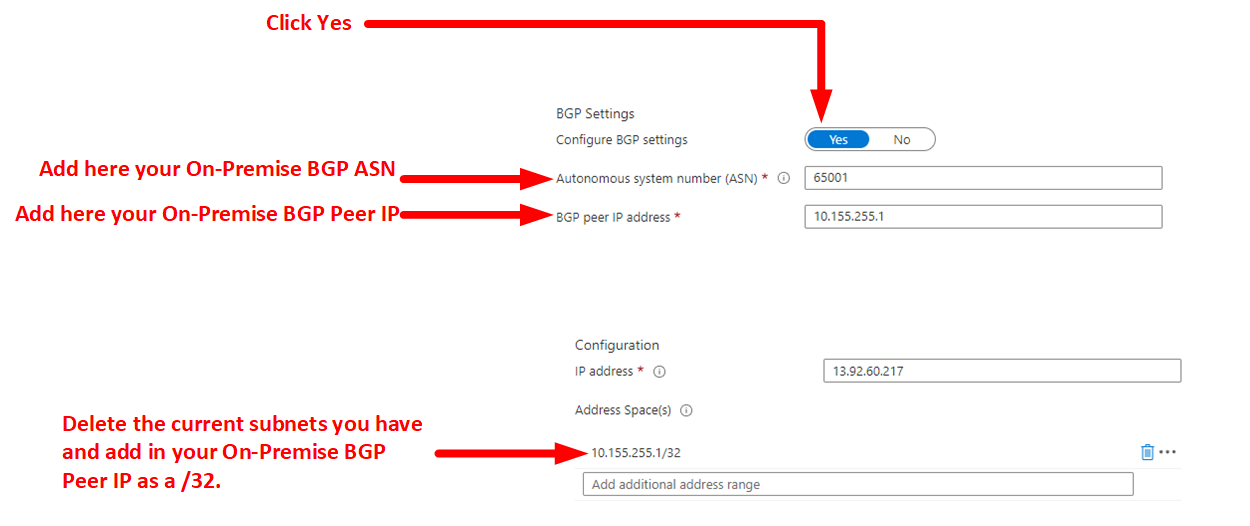 Click Yes
BGP Settings
Configure BGP settings
Yes
No
Add here your On-Premise BGP ASN
Autonomous system number (ASN) *
65001
Add here your On-Premise BGP Peer IP
BGP peer IP address *
10.155.255.1
Configuration
IP address *
13.92.60.217
Address Space(s)
Delete the current subnets you have
and add in your On-Premise BGP
Peer IP as a /32.
10.155.255.1/32
Add additional address range